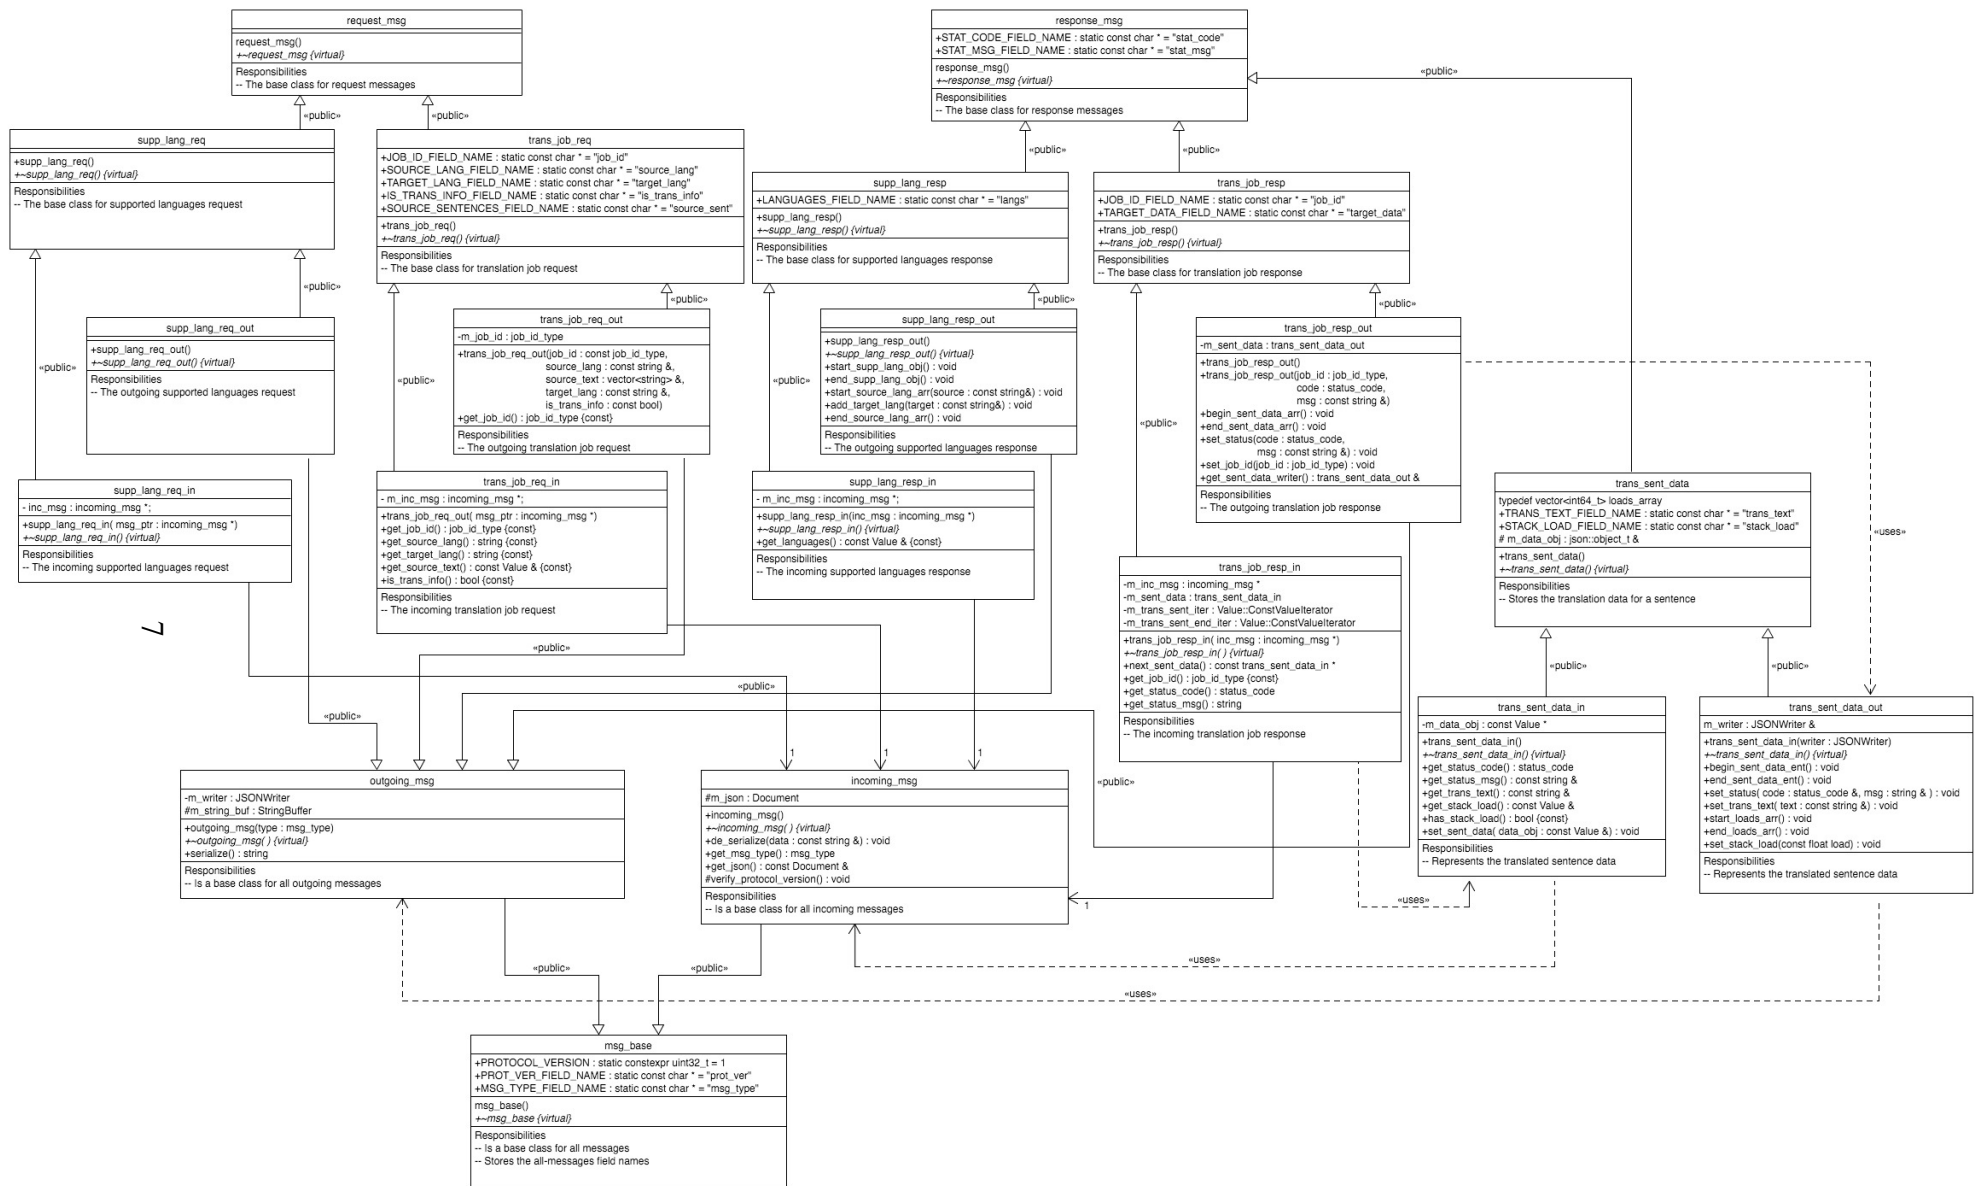 request_msg
request_msg()
+~request_msg {virtual}
Responsibilities
-- The base class for request messages
response_msg
+STAT_CODE_FIELD_NAME : static const char * = "stat_code"
+STAT_MSG_FIELD_NAME : static const char * = "stat_msg"
response_msg()
+~response_msg {virtual}
Responsibilities
-- The base class for response messages
«public»
«public»
«public»
«public»
«public»
supp_lang_req
+supp_lang_req()
+~supp_lang_req() {virtual}
Responsibilities
-- The base class for supported languages request
trans_job_req
+JOB_ID_FIELD_NAME : static const char * = "job_id"
+SOURCE_LANG_FIELD_NAME : static const char * = "source_lang"
+TARGET_LANG_FIELD_NAME : static const char * = "target_lang"
+IS_TRANS_INFO_FIELD_NAME : static const char * = "is_trans_info"
+SOURCE_SENTENCES_FIELD_NAME : static const char * = "source_sent"
+trans_job_req()
+~trans_job_req() {virtual}
Responsibilities
-- The base class for translation job request
supp_lang_resp
+LANGUAGES_FIELD_NAME : static const char * = "langs"
+supp_lang_resp()
+~supp_lang_resp() {virtual}
Responsibilities
-- The base class for supported languages response
trans_job_resp
+JOB_ID_FIELD_NAME : static const char * = "job_id"
+TARGET_DATA_FIELD_NAME : static const char * = "target_data"
+trans_job_resp()
+~trans_job_resp() {virtual}
Responsibilities
-- The base class for translation job response
«public»
«public»
«public»
«public»
supp_lang_req_out
+supp_lang_req_out()
+~supp_lang_req_out() {virtual}
Responsibilities
-- The outgoing supported languages request
trans_job_req_out
-m_job_id : job_id_type
+trans_job_req_out(job_id : const job_id_type,
source_lang : const string &,
source_text : vector<string> &,
target_lang : const string &,
is_trans_info : const bool)
+get_job_id() : job_id_type {const}
Responsibilities
-- The outgoing translation job request
supp_lang_resp_out
+supp_lang_resp_out()
+~supp_lang_resp_out() {virtual}
+start_supp_lang_obj() : void
+end_supp_lang_obj() : void
+start_source_lang_arr(source : const string&) : void
+add_target_lang(target : const string&) : void
+end_source_lang_arr() : void
Responsibilities
-- The outgoing supported languages response
trans_job_resp_out
-m_sent_data : trans_sent_data_out
+trans_job_resp_out()
+trans_job_resp_out(job_id : job_id_type,
code : status_code,
msg : const string &)
+begin_sent_data_arr() : void
+end_sent_data_arr() : void
+set_status(code : status_code,
msg : const string &) : void
+set_job_id(job_id : job_id_type) : void
+get_sent_data_writer() : trans_sent_data_out &
Responsibilities
-- The outgoing translation job response
«public»
«public»
«public»
«public»
«uses»
supp_lang_req_in
- inc_msg : incoming_msg *;
+supp_lang_req_in( msg_ptr : incoming_msg *)
+~supp_lang_req_in() {virtual}
Responsibilities
-- The incoming supported languages request
trans_job_req_in
- m_inc_msg : incoming_msg *;
+trans_job_req_out( msg_ptr : incoming_msg *)
+get_job_id() : job_id_type {const}
+get_source_lang() : string {const}
+get_target_lang() : string {const}
+get_source_text() : const Value & {const}
+is_trans_info() : bool {const}
Responsibilities
-- The incoming translation job request
supp_lang_resp_in
- m_inc_msg : incoming_msg *;
+supp_lang_resp_in(inc_msg : incoming_msg *)
+~supp_lang_resp_in() {virtual}
+get_languages() : const Value & {const}
Responsibilities
-- The incoming supported languages response
trans_sent_data
typedef vector<int64_t> loads_array
+TRANS_TEXT_FIELD_NAME : static const char * = "trans_text"
+STACK_LOAD_FIELD_NAME : static const char * = "stack_load"
# m_data_obj : json::object_t &
+trans_sent_data()
+~trans_sent_data() {virtual}
Responsibilities
-- Stores the translation data for a sentence
trans_job_resp_in
-m_inc_msg : incoming_msg *
-m_sent_data : trans_sent_data_in
-m_trans_sent_iter : Value::ConstValueIterator
-m_trans_sent_end_iter : Value::ConstValueIterator
+trans_job_resp_in( inc_msg : incoming_msg *)
+~trans_job_resp_in( ) {virtual}
+next_sent_data() : const trans_sent_data_in *
+get_job_id() : job_id_type {const}
+get_status_code() : status_code
+get_status_msg() : string
Responsibilities
-- The incoming translation job response
7
«public»
«public»
«public»
«public»
«public»
«public»
1
1
1
trans_sent_data_in
-m_data_obj : const Value *
+trans_sent_data_in()
+~trans_sent_data_in() {virtual}
+get_status_code() : status_code
+get_status_msg() : const string &
+get_trans_text() : const string &
+get_stack_load() : const Value &
+has_stack_load() : bool {const}
+set_sent_data( data_obj : const Value &) : void
Responsibilities
-- Represents the translated sentence data
trans_sent_data_out
m_writer : JSONWriter &
+trans_sent_data_in(writer : JSONWriter)
+~trans_sent_data_in() {virtual}
+begin_sent_data_ent() : void
+end_sent_data_ent() : void
+set_status( code : status_code &, msg : string & ) : void
+set_trans_text( text : const string &) : void
+start_loads_arr() : void
+end_loads_arr() : void
+set_stack_load(const float load) : void
Responsibilities
-- Represents the translated sentence data
outgoing_msg
-m_writer : JSONWriter
#m_string_buf : StringBuffer
+outgoing_msg(type : msg_type)
+~outgoing_msg( ) {virtual}
+serialize() : string
Responsibilities
-- Is a base class for all outgoing messages
incoming_msg
#m_json : Document
+incoming_msg()
+~incoming_msg( ) {virtual}
+de_serialize(data : const string &) : void
+get_msg_type() : msg_type
+get_json() : const Document &
#verify_protocol_version() : void
Responsibilities
-- Is a base class for all incoming messages
1
«uses»
«public»
«public»
«uses»
«uses»
msg_base
+PROTOCOL_VERSION : static constexpr uint32_t = 1
+PROT_VER_FIELD_NAME : static const char * = "prot_ver"
+MSG_TYPE_FIELD_NAME : static const char * = "msg_type"
msg_base()
+~msg_base {virtual}
Responsibilities
-- Is a base class for all messages
-- Stores the all-messages field names